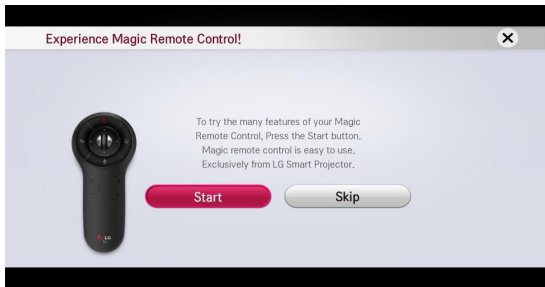 Experience Magic Remote Control!
To try the many features of your Magic
Remote Control, Press the Start button.
Magic remote control is easy to use.
Exclusively from LG Smart Projector.
Start
Skip
LG